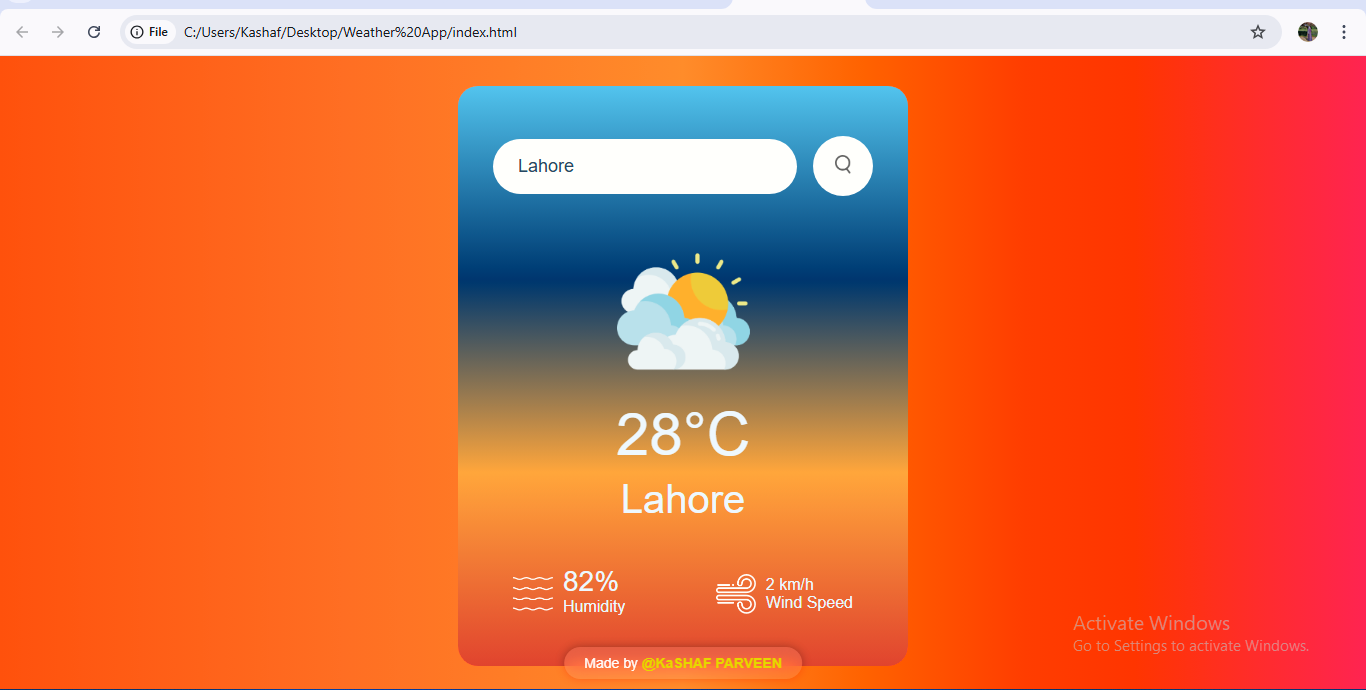 File C:/Users/Kashaf/Desktop/Weather%20App/index.html
Lahore
28°C
Lahore
82%
Humidity
2 km/h
Wind Speed
Activate Windows
Go to Settings to activate Windows.
Made by @KaSHAF PARVEEN